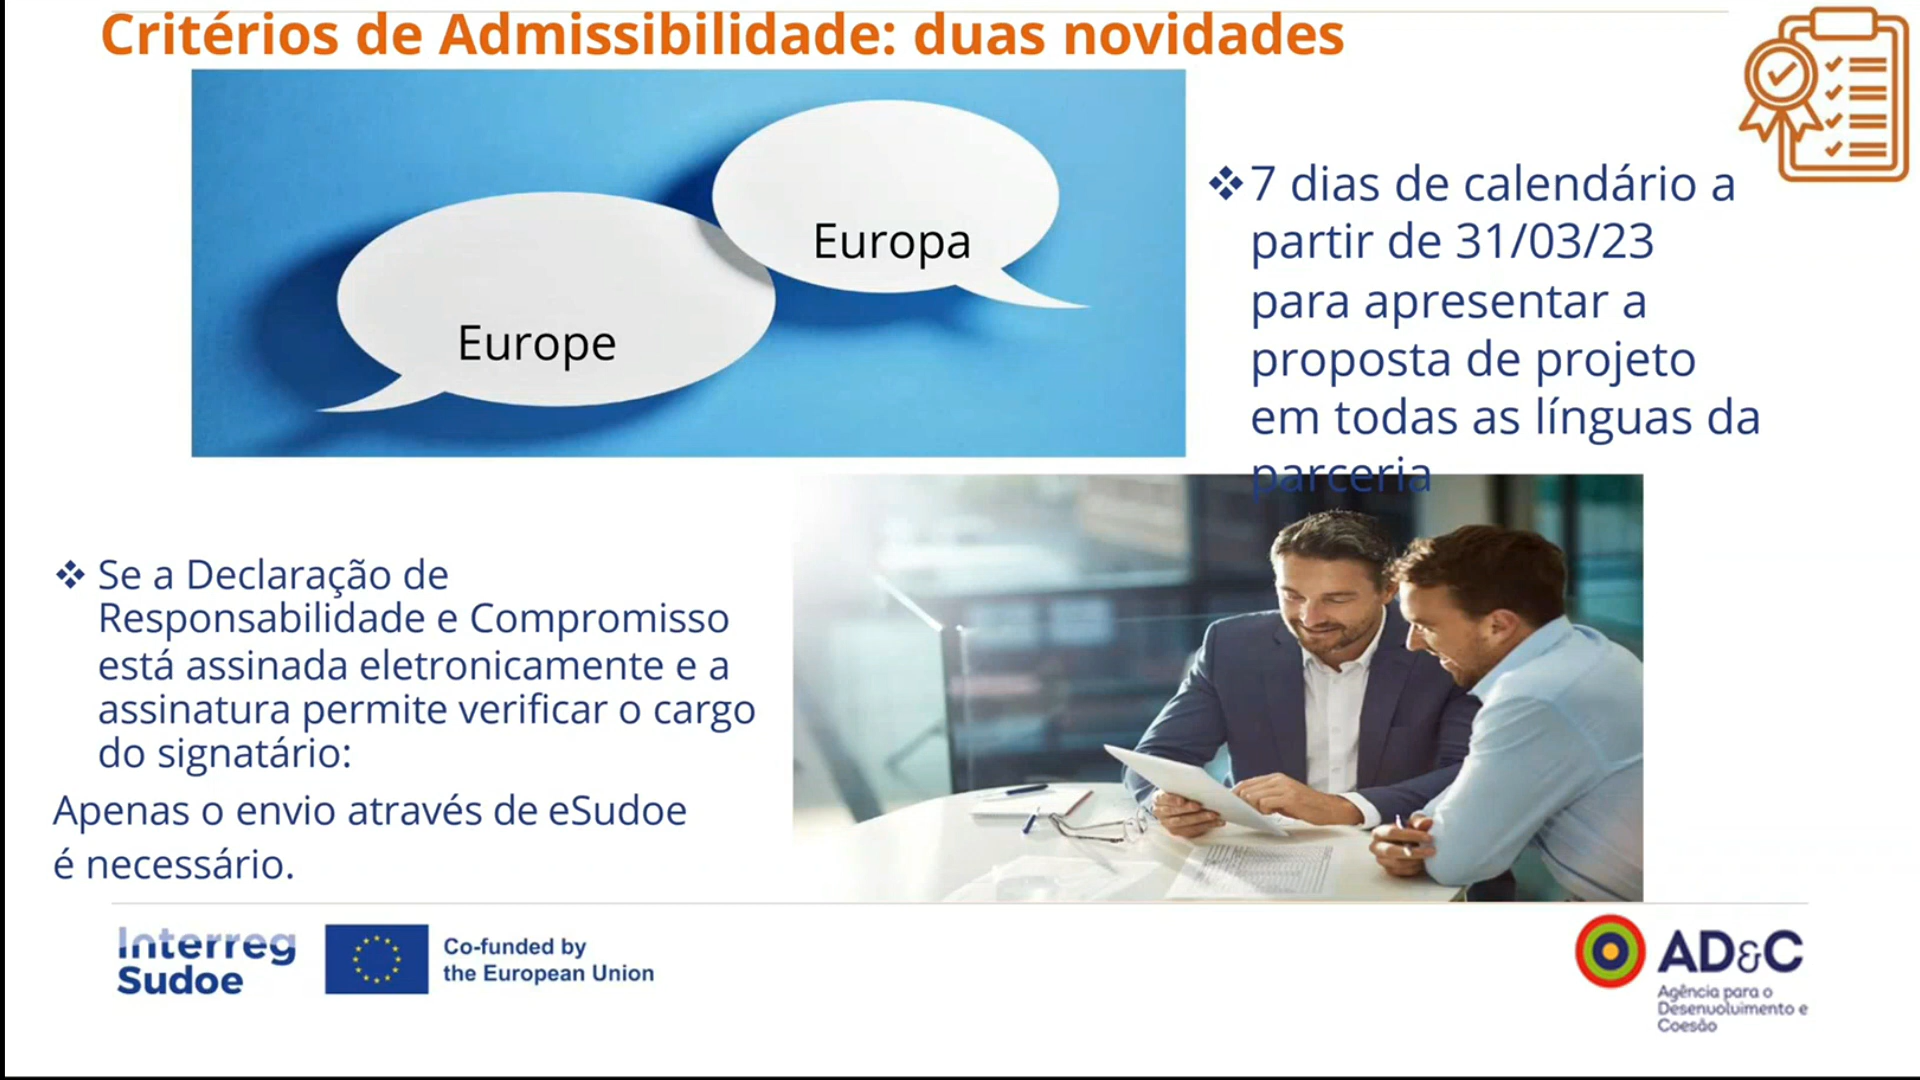 Critérios de Admissibilidade: duas novidades
Europa
Europe
❖7 dias de calendário a
partir de 31/03/23
para apresentar a
proposta de projeto
em todas as línguas da
parceria
❖ Se a Declaração de
Responsabilidade e Compromisso
está assinada eletronicamente e a
assinatura permite verificar o cargo
do signatário:
Apenas o envio através de eSudoe
é necessário.
Interreg
Sudoe
Co-funded by
the European Union
AD&C
Agência para o
Desenvolvimento e
Coesão